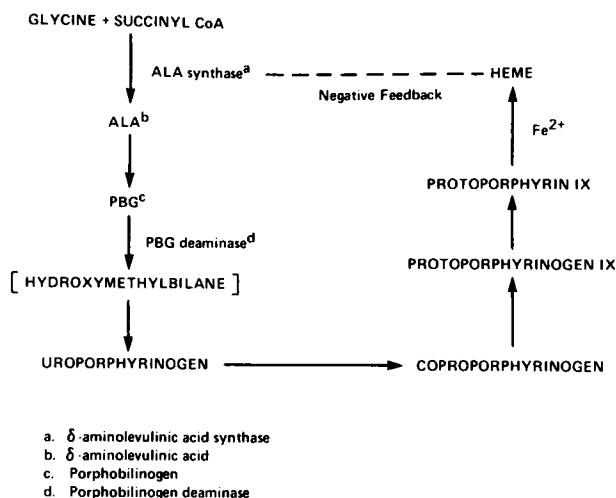 GLYCINE + SUCCINYL CoA
ALA synthase^a
HEME
Negative Feedback
ALA^b
Fe^2+
PROTOPORPHYRIN IX
PBG^c
PBG deaminase^d
PROTOPORPHYRINOGEN IX
[ HYDROXYMETHYLBILANE ]
UROPORPHYRINOGEN
COPROPORPHYRINOGEN
a. δ-aminolevulinic acid synthase
b. δ-aminolevulinic acid
c. Porphobilinogen
d. Porphobilinogen deaminase